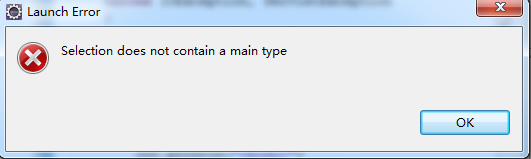 Launch Error
Selection does not contain a main type
OK